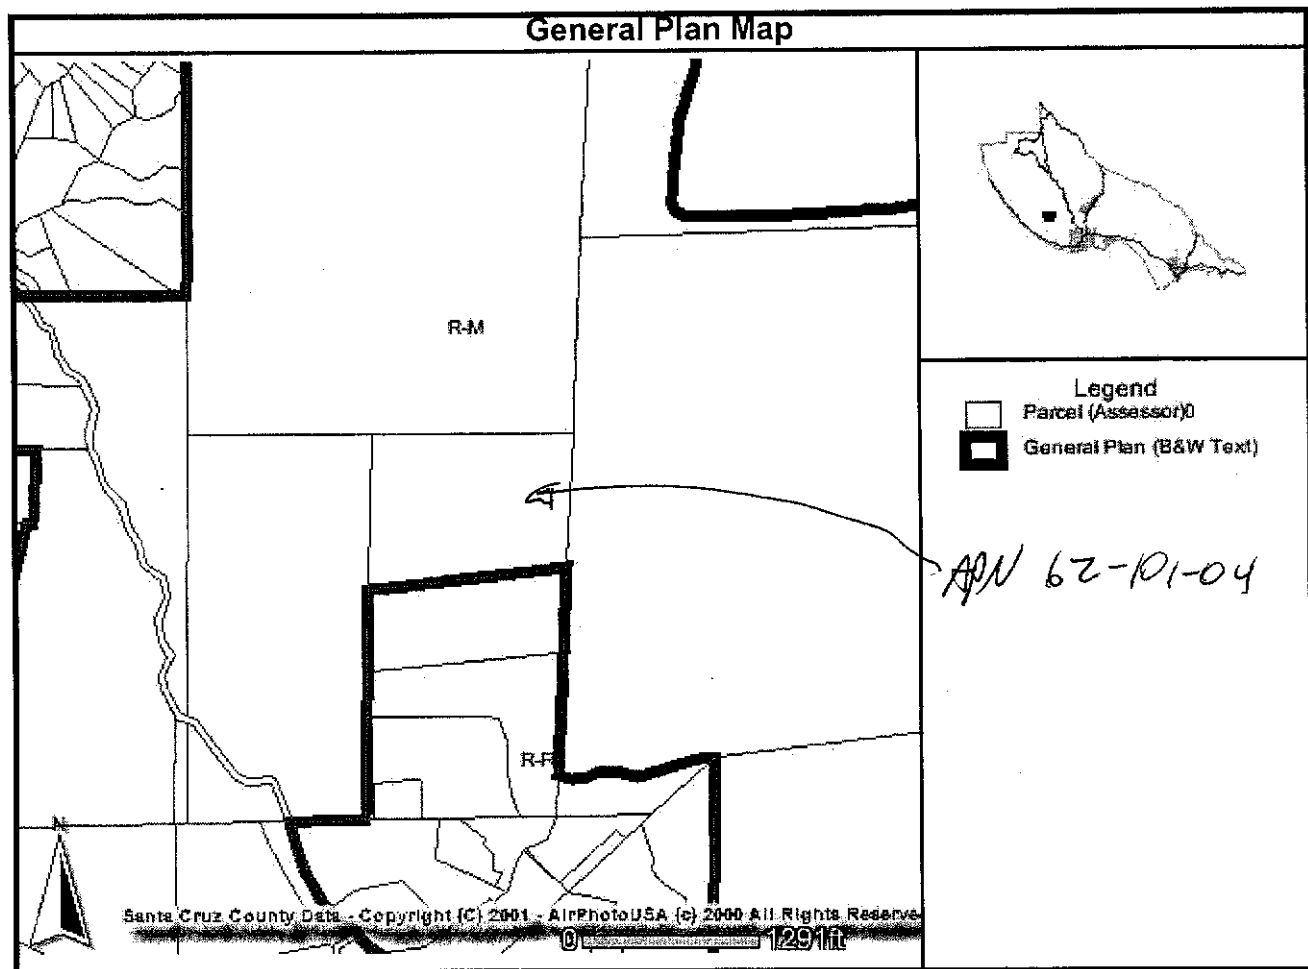 General Plan Map
R-M
R-R
Legend
Parcel (Assessor)0
General Plan (B&W Text)
APN 62-101-04
N
Santa Cruz County Data - Copyright (C) 2001 - AirPhotoUSA (c) 2000 All Rights Reserve
0 1291ft